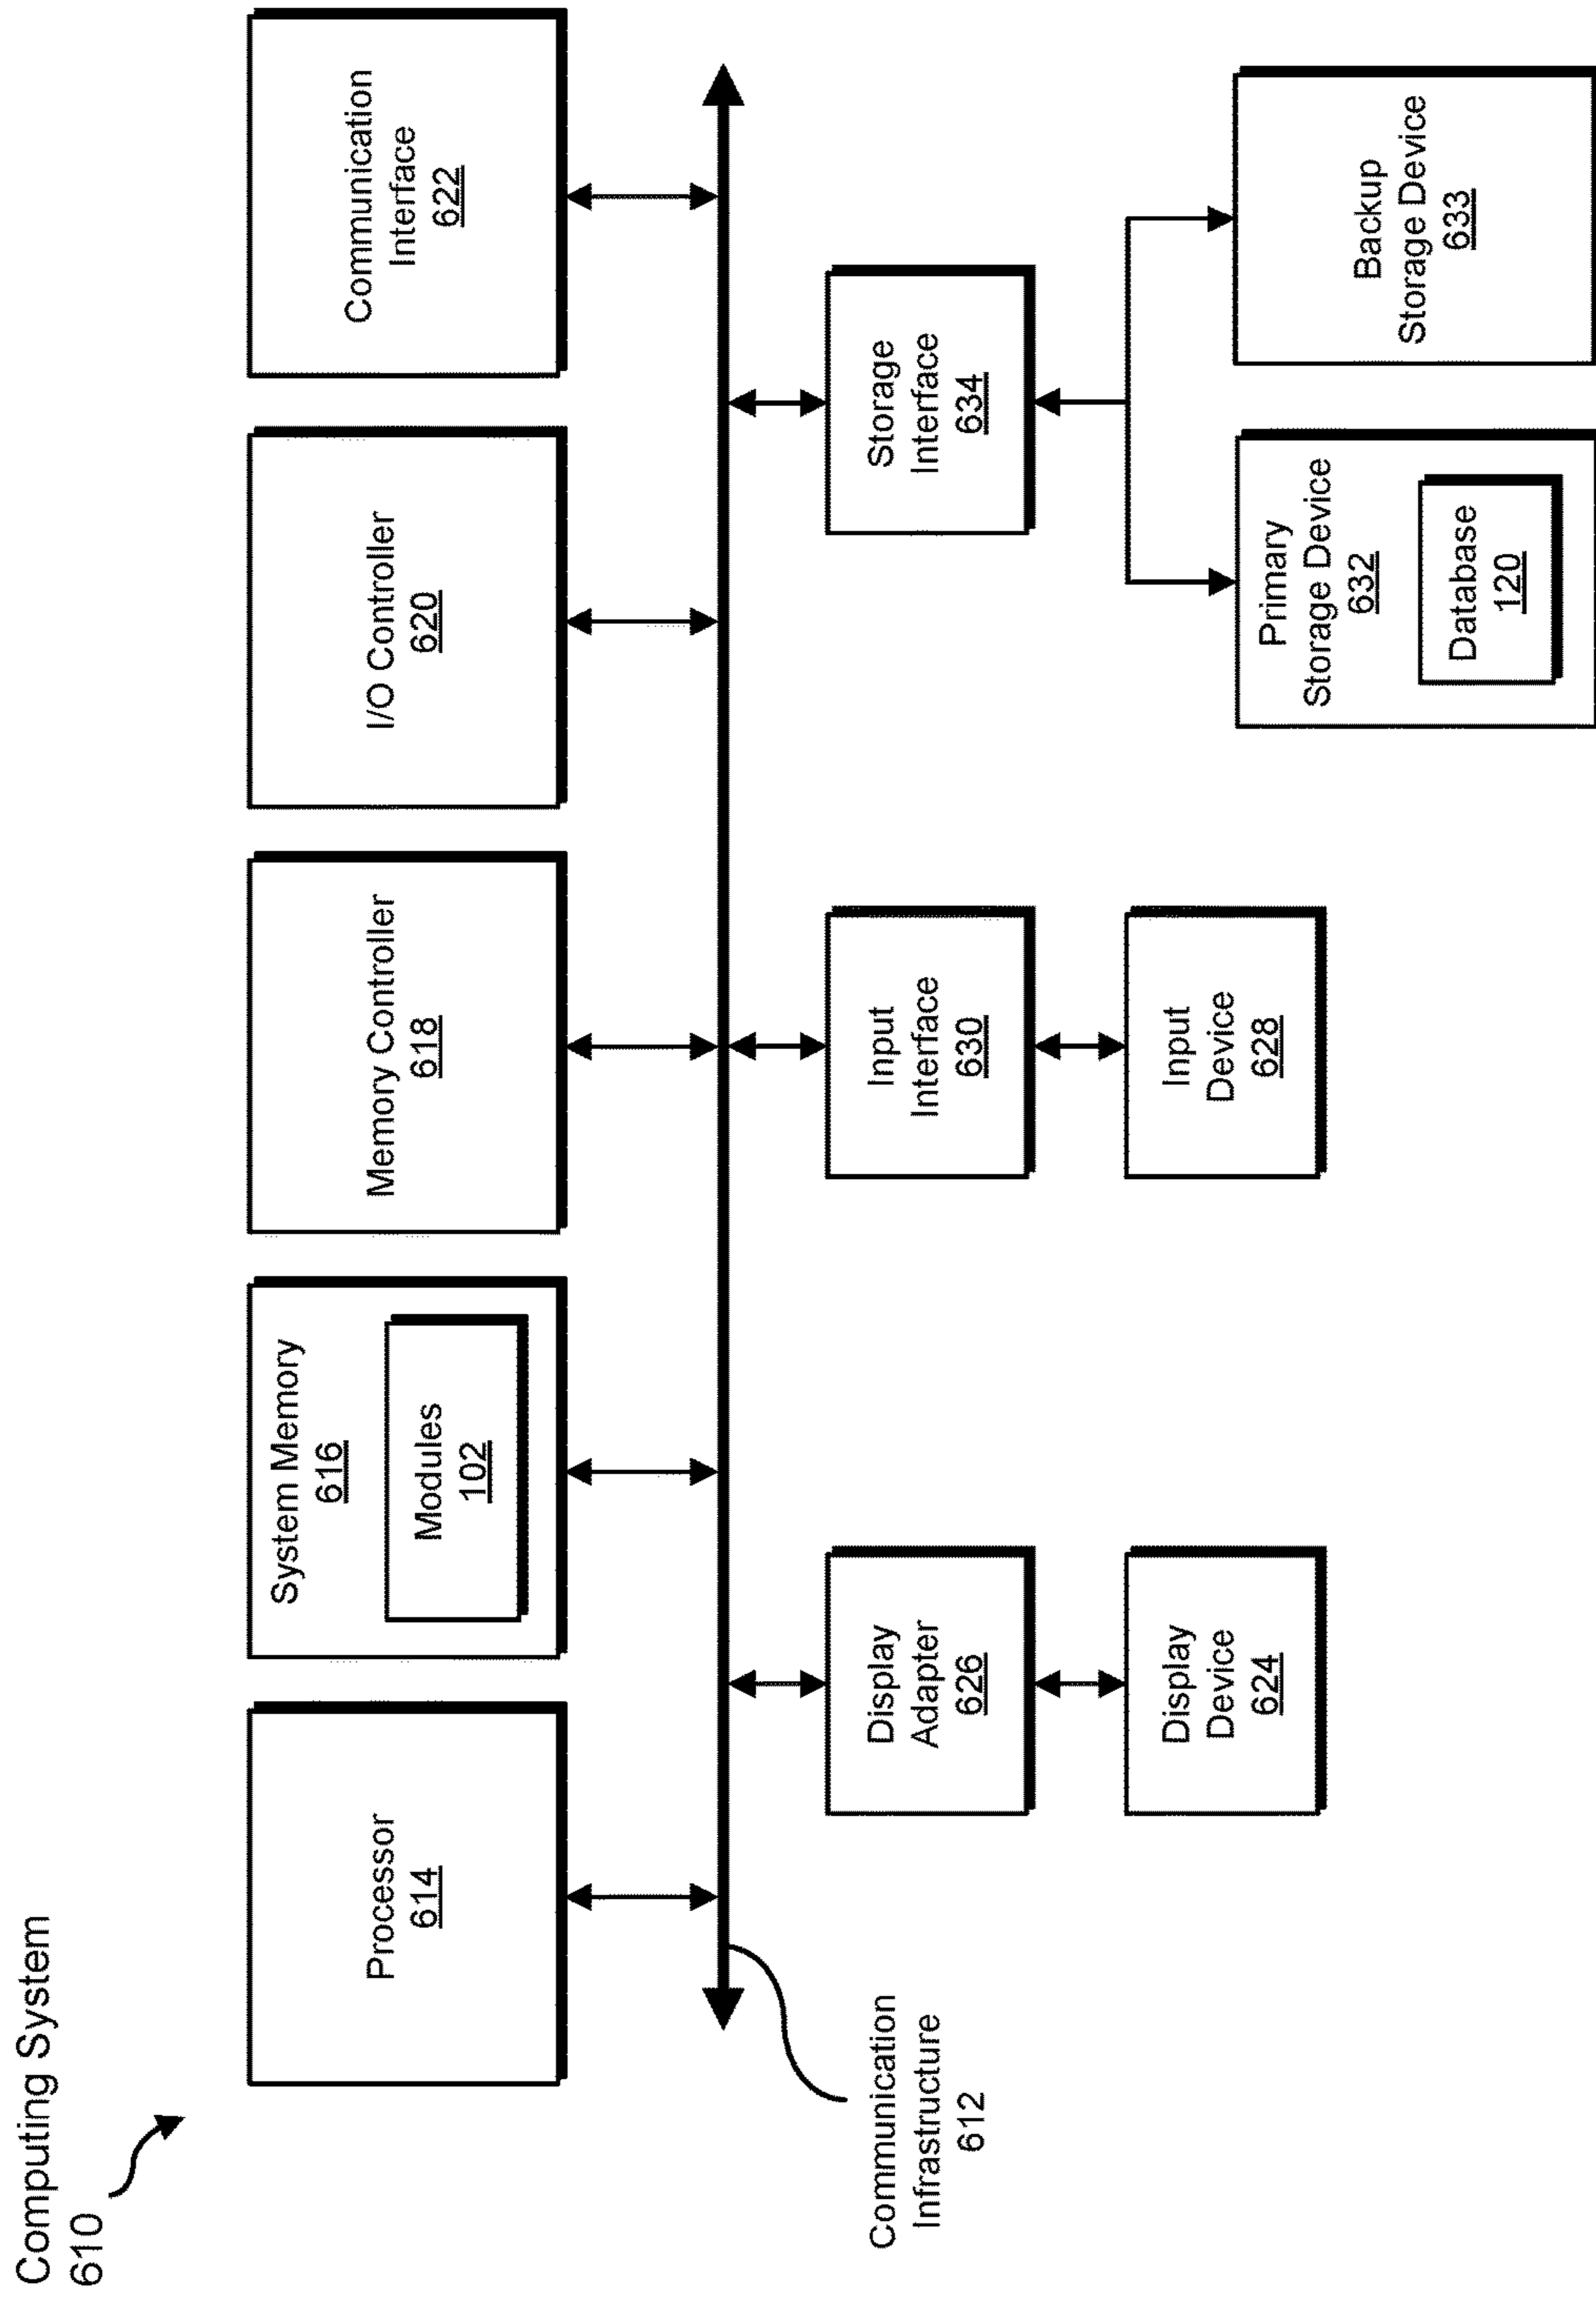 Computing System
610
Processor
614
System Memory
616
Modules
102
Memory Controller
618
I/O Controller
620
Communication
Interface
622
Communication
Infrastructure
612
Display
Adapter
626
Display
Device
624
Input
Interface
630
Input
Device
628
Storage
Interface
634
Primary
Storage Device
632
Database
120
Backup
Storage Device
633